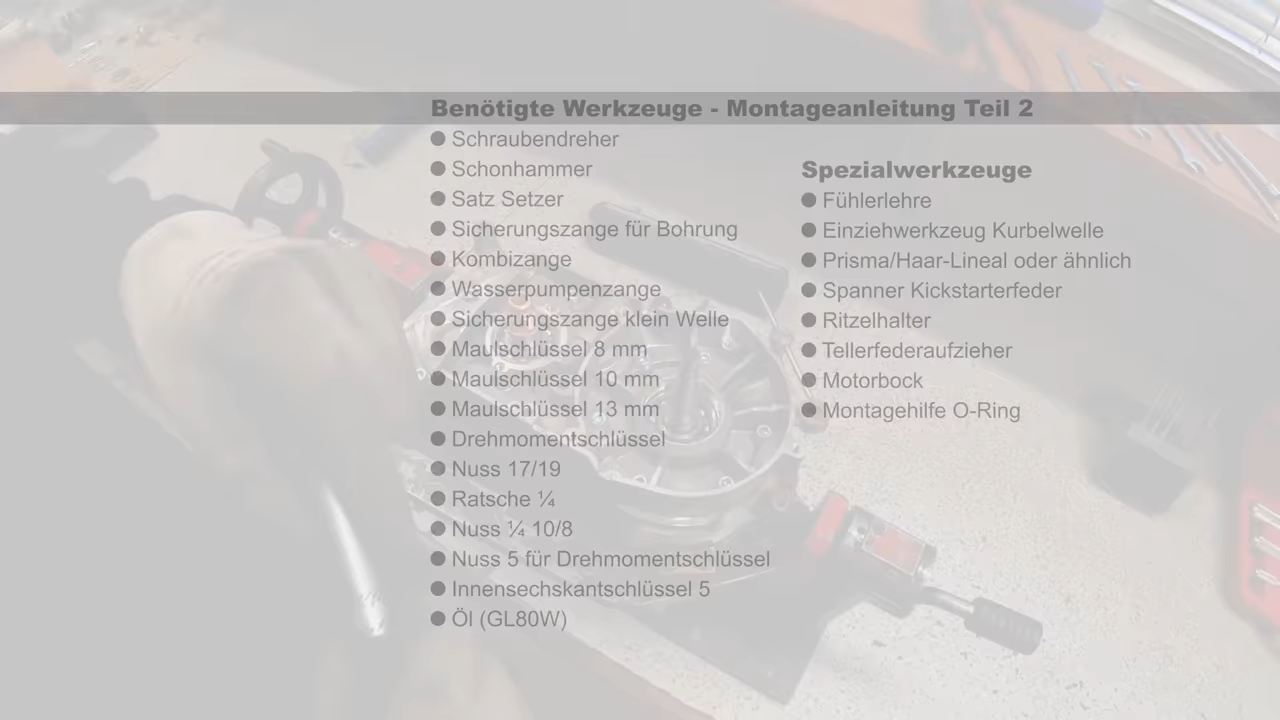 Benötigte Werkzeuge - Montageanleitung Teil 2
● Schraubendreher
● Schonhammer
● Satz Setzer
● Sicherungszange für Bohrung
● Kombizange
● Wasserpumpenzange
● Sicherungszange klein Welle
● Maulschlüssel 8 mm
● Maulschlüssel 10 mm
● Maulschlüssel 13 mm
● Drehmomentschlüssel
● Nuss 17/19
● Ratsche ¼
● Nuss ¼ 10/8
● Nuss 5 für Drehmomentschlüssel
● Innensechskantschlüssel 5
● Öl (GL80W)
Spezialwerkzeuge
● Fühlerlehre
● Einziehwerkzeug Kurbelwelle
● Prisma/Haar-Lineal oder ähnlich
● Spanner Kickstarterfeder
● Ritzelhalter
● Tellerfederaufzieher
● Motorbock
● Montagehilfe O-Ring